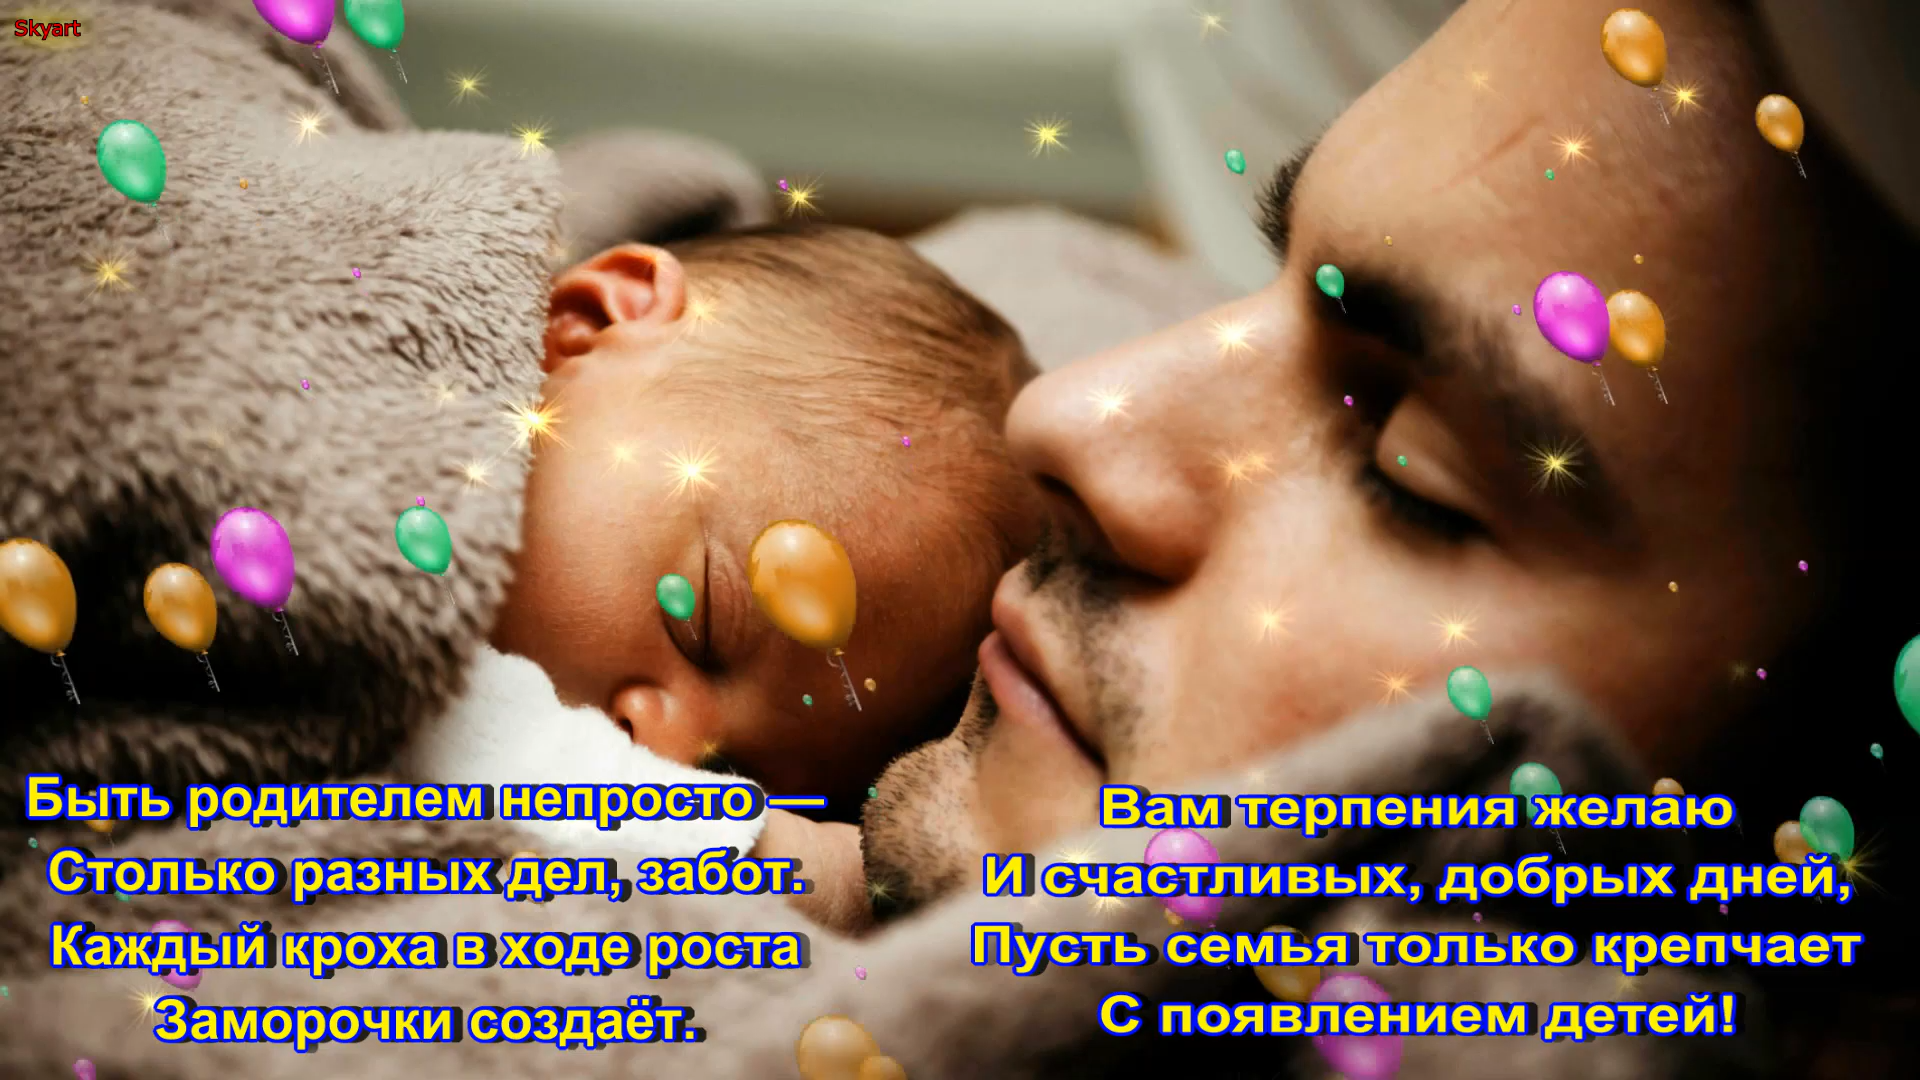 Skyart
Быть родителем непросто —
Столько разных дел, забот.
Каждый кроха в ходе роста
Заморочки создаёт.
Вам терпения желаю
И счастливых, добрых дней,
Пусть семья только крепчает
С появлением детей!